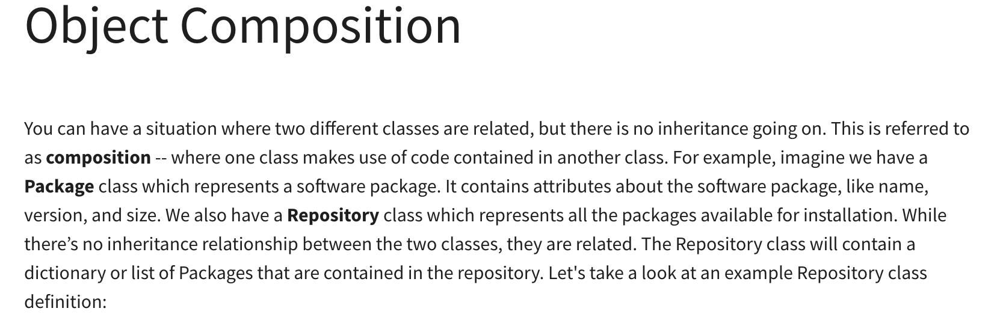 Object Composition
You can have a situation where two different classes are related, but there is no inheritance going on. This is referred to
as composition -- where one class makes use of code contained in another class. For example, imagine we have a
Package class which represents a software package. It contains attributes about the software package, like name,
version, and size. We also have a Repository class which represents all the packages available for installation. While
there’s no inheritance relationship between the two classes, they are related. The Repository class will contain a
dictionary or list of Packages that are contained in the repository. Let's take a look at an example Repository class
definition: